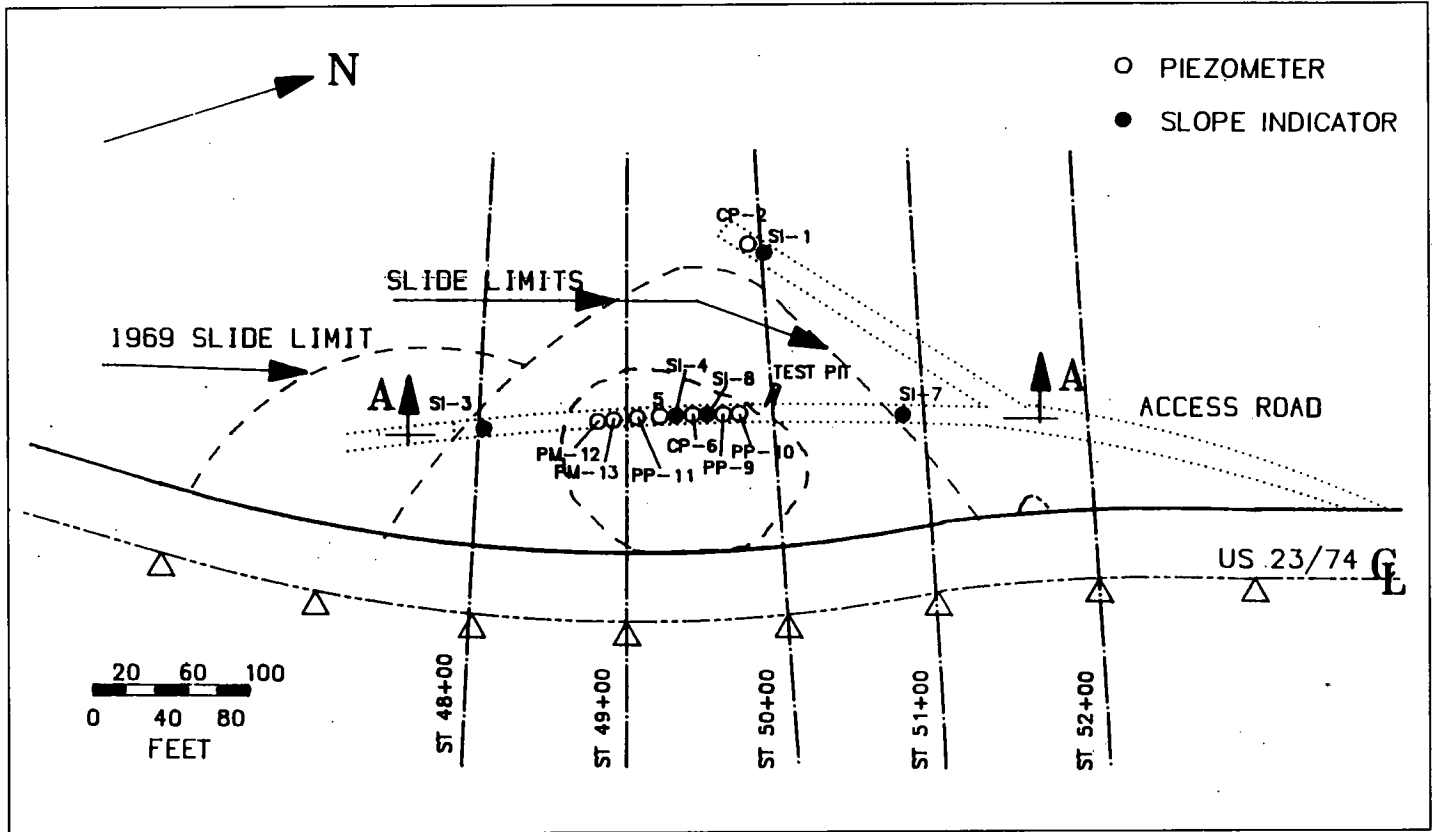 N
PIEZOMETER
SLOPE INDICATOR
CP-2
SI-1
SLIDE LIMITS
1969 SLIDE LIMIT
SI-4
SI-8
TEST PIT
A
SI-3
5
SI-7
A
ACCESS ROAD
PM-12
PM-13
PP-11
CP-6
PP-9
PP-10
US 23/74 CL
20 60 100
0 40 80
FEET
ST 48+00
ST 49+00
ST 50+00
ST 51+00
ST 52+00